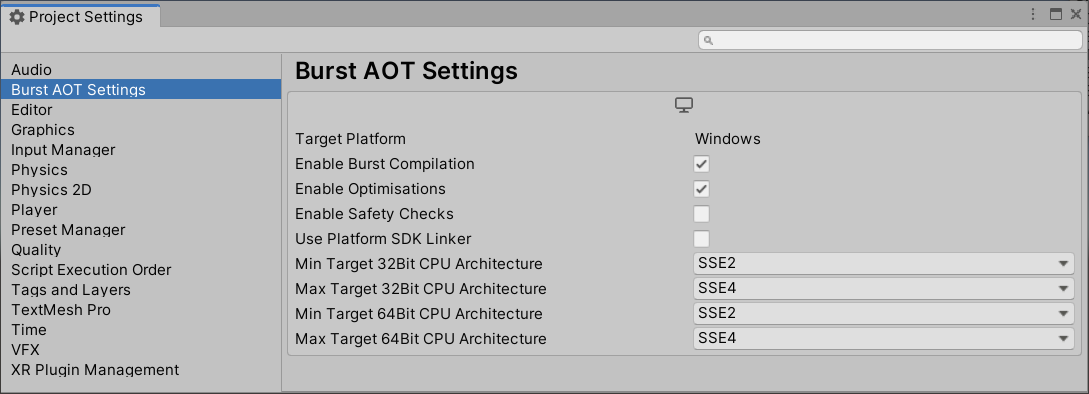 Project Settings
Audio
Burst AOT Settings
Editor
Graphics
Input Manager
Physics
Physics 2D
Player
Preset Manager
Quality
Script Execution Order
Tags and Layers
TextMesh Pro
Time
VFX
XR Plugin Management
Burst AOT Settings
Target Platform Windows
Enable Burst Compilation
Enable Optimisations
Enable Safety Checks
Use Platform SDK Linker
Min Target 32Bit CPU Architecture SSE2
Max Target 32Bit CPU Architecture SSE4
Min Target 64Bit CPU Architecture SSE2
Max Target 64Bit CPU Architecture SSE4